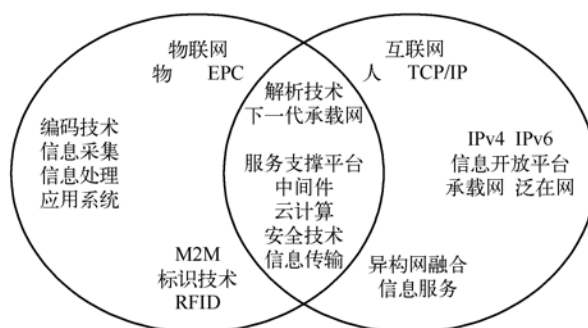 物联网
物 EPC
编码技术
信息采集
信息处理
应用系统
M2M
标识技术
RFID
解析技术
下一代承载网
服务支撑平台
中间件
云计算
安全技术
信息传输
互联网
人 TCP/IP
IPv4 IPv6
信息开放平台
承载网 泛在网
异构网融合
信息服务